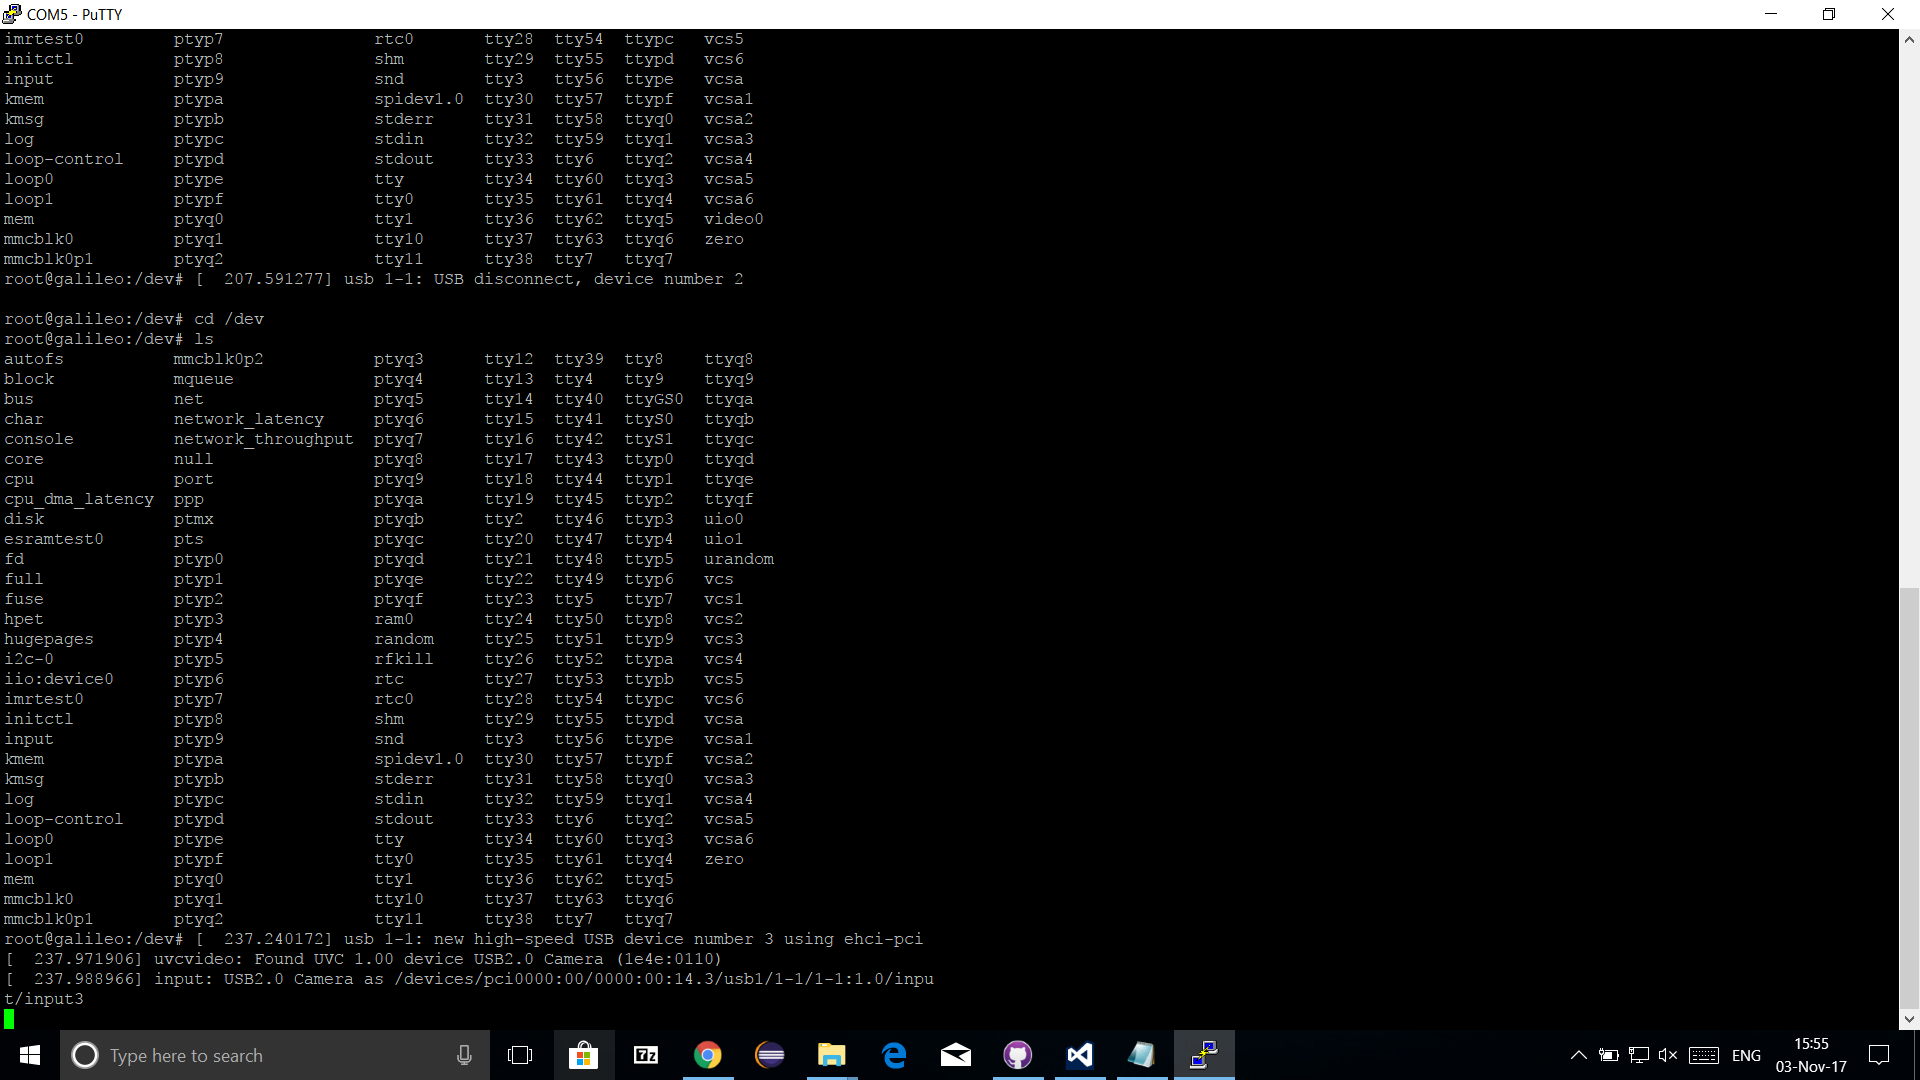 COM5 - PuTTY
imrtest0         ptyp7               rtc0       tty28  tty54  ttypc   vcs5
initctl          ptyp8               shm        tty29  tty55  ttypd   vcs6
input            ptyp9               snd        tty3   tty56  ttype   vcsa
kmem             ptypa               spidev1.0  tty30  tty57  ttypf   vcsa1
kmsg             ptypb               stderr     tty31  tty58  ttyq0   vcsa2
log              ptypc               stdin      tty32  tty59  ttyq1   vcsa3
loop-control     ptypd               stdout     tty33  tty6   ttyq2   vcsa4
loop0            ptype               tty        tty34  tty60  ttyq3   vcsa5
loop1            ptypf               tty0       tty35  tty61  ttyq4   vcsa6
mem              ptyq0               tty1       tty36  tty62  ttyq5   video0
mmcblk0          ptyq1               tty10      tty37  tty63  ttyq6   zero
mmcblk0p1        ptyq2               tty11      tty38  tty7   ttyq7
root@galileo:/dev# [  207.591277] usb 1-1: USB disconnect, device number 2
root@galileo:/dev# cd /dev
root@galileo:/dev# ls
autofs           mmcblk0p2           ptyq3      tty12  tty39  tty8    ttyq8
block            mqueue              ptyq4      tty13  tty4   tty9    ttyq9
bus              net                 ptyq5      tty14  tty40  ttyGS0  ttyqa
char             network_latency     ptyq6      tty15  tty41  ttyS0   ttyqb
console          network_throughput  ptyq7      tty16  tty42  ttyS1   ttyqc
core             null                ptyq8      tty17  tty43  ttyp0   ttyqd
cpu              port                ptyq9      tty18  tty44  ttyp1   ttyqe
cpu_dma_latency  ppp                 ptyqa      tty19  tty45  ttyp2   ttyqf
disk             ptmx                ptyqb      tty2   tty46  ttyp3   uio0
esramtest0       pts                 ptyqc      tty20  tty47  ttyp4   uio1
fd               ptyp0               ptyqd      tty21  tty48  ttyp5   urandom
full             ptyp1               ptyqe      tty22  tty49  ttyp6   vcs
fuse             ptyp2               ptyqf      tty23  tty5   ttyp7   vcs1
hpet             ptyp3               ram0       tty24  tty50  ttyp8   vcs2
hugepages        ptyp4               random     tty25  tty51  ttyp9   vcs3
i2c-0            ptyp5               rfkill     tty26  tty52  ttypa   vcs4
iio:device0      ptyp6               rtc        tty27  tty53  ttypb   vcs5
imrtest0         ptyp7               rtc0       tty28  tty54  ttypc   vcs6
initctl          ptyp8               shm        tty29  tty55  ttypd   vcsa
input            ptyp9               snd        tty3   tty56  ttype   vcsa1
kmem             ptypa               spidev1.0  tty30  tty57  ttypf   vcsa2
kmsg             ptypb               stderr     tty31  tty58  ttyq0   vcsa3
log              ptypc               stdin      tty32  tty59  ttyq1   vcsa4
loop-control     ptypd               stdout     tty33  tty6   ttyq2   vcsa5
loop0            ptype               tty        tty34  tty60  ttyq3   vcsa6
loop1            ptypf               tty0       tty35  tty61  ttyq4   zero
mem              ptyq0               tty1       tty36  tty62  ttyq5
mmcblk0          ptyq1               tty10      tty37  tty63  ttyq6
mmcblk0p1        ptyq2               tty11      tty38  tty7   ttyq7
root@galileo:/dev# [  237.240172] usb 1-1: new high-speed USB device number 3 using ehci-pci
[  237.971906] uvcvideo: Found UVC 1.00 device USB2.0 Camera (1e4e:0110)
[  237.988966] input: USB2.0 Camera as /devices/pci0000:00/0000:00:14.3/usb1/1-1/1-1:1.0/inpu
t/input3
Type here to search
7z
ENG
15:55
03-Nov-17